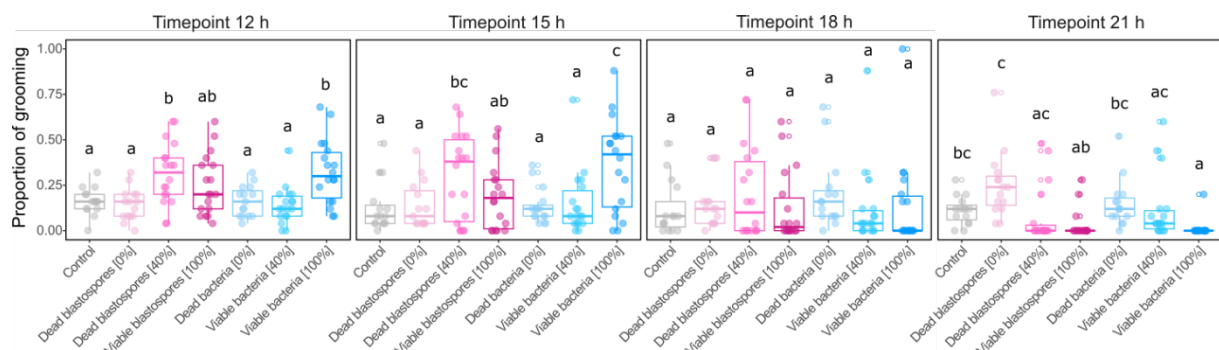 Timepoint 12 h
Timepoint 15 h
Timepoint 18 h
Timepoint 21 h
Proportion of grooming
1.00
0.75
0.50
0.25
0.00
a
a
b
ab
a
a
b
a
a
bc
ab
a
a
c
a
a
a
a
a
a
a
bc
c
ac
ab
bc
ac
a
Control
Dead blastospores [0%]
Dead blastospores [40%]
Viable blastospores [100%]
Dead bacteria [0%]
Viable bacteria [40%]
Viable bacteria [100%]
Control
Dead blastospores [0%]
Dead blastospores [40%]
Viable blastospores [100%]
Dead bacteria [0%]
Viable bacteria [40%]
Viable bacteria [100%]
Control
Dead blastospores [0%]
Dead blastospores [40%]
Viable blastospores [100%]
Dead bacteria [0%]
Viable bacteria [40%]
Viable bacteria [100%]
Control
Dead blastospores [0%]
Dead blastospores [40%]
Viable blastospores [100%]
Dead bacteria [0%]
Viable bacteria [40%]
Viable bacteria [100%]